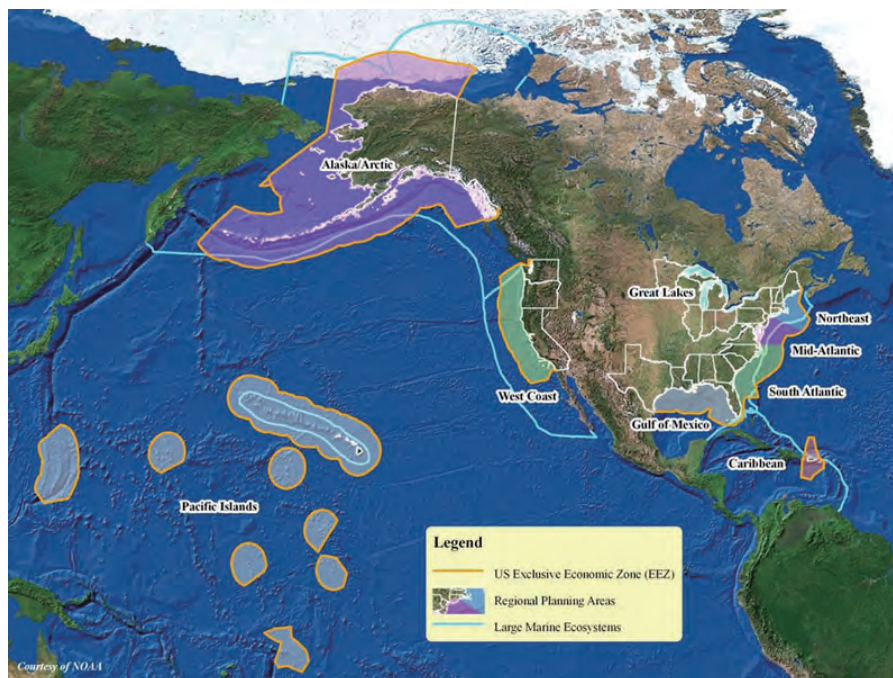 Alaska/Arctic
Great Lakes
Northeast
Mid-Atlantic
West Coast
South Atlantic
Gulf of Mexico
Caribbean
Pacific Islands
Legend
US Exclusive Economic Zone (EEZ)
Regional Planning Areas
Large Marine Ecosystems
Courtesy of NOAA